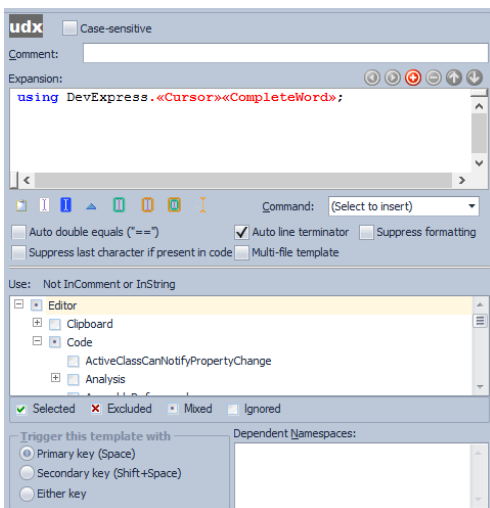 udx Case-sensitive
Comment:
Expansion:
using DevExpress.«Cursor»«CompleteWord»;
Command: (Select to insert)
Auto double equals ("==") Auto line terminator Suppress formatting
Suppress last character if present in code Multi-file template
Use: Not InComment or InString
Editor
Clipboard
Code
ActiveClassCanNotifyPropertyChange
Analysis
Selected Excluded Mixed Ignored
Trigger this template with Dependent Namespaces:
Primary key (Space)
Secondary key (Shift+Space)
Either key